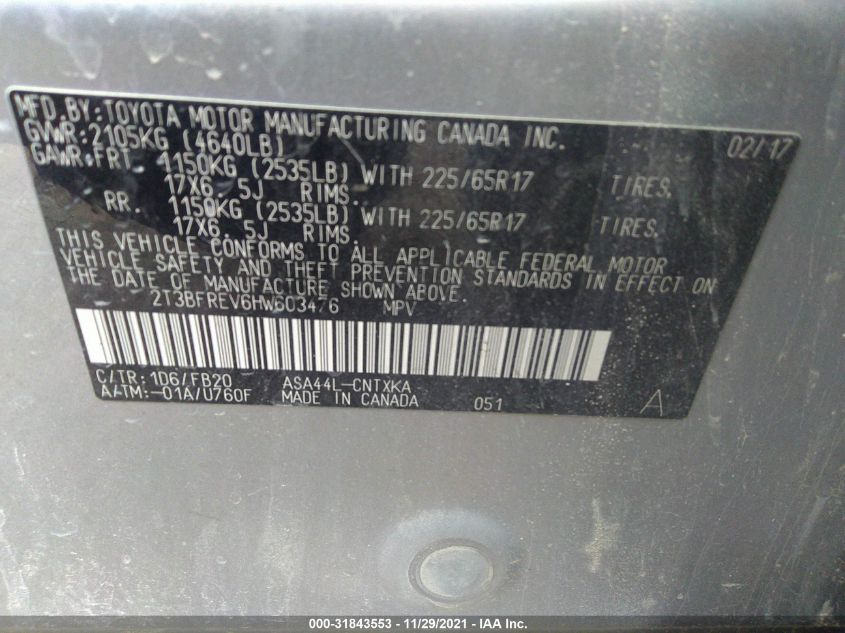 MFD.BY:TOYOTA MOTOR MANUFACTURING CANADA INC.
GVWR:2105KG (4640LB) 02/17
GAWR:FRT 1150KG (2535LB) WITH 225/65R17 TIRES.
17X6. 5J RIMS.
RR. 1150KG (2535LB) WITH 225/65R17 TIRES.
17X6. 5J RIMS.
THIS VEHICLE CONFORMS TO ALL APPLICABLE FEDERAL MOTOR
VEHICLE SAFETY AND THEFT PREVENTION STANDARDS IN EFFECT ON
THE DATE OF MANUFACTURE SHOWN ABOVE.
2T3BFREV6HW603476 MPV
C/TR:1D6/FB20 ASA44L-CNTXKA
A/TM:-01A/U760F MADE IN CANADA 051 A
000-31843553 - 11/29/2021 - IAA Inc.